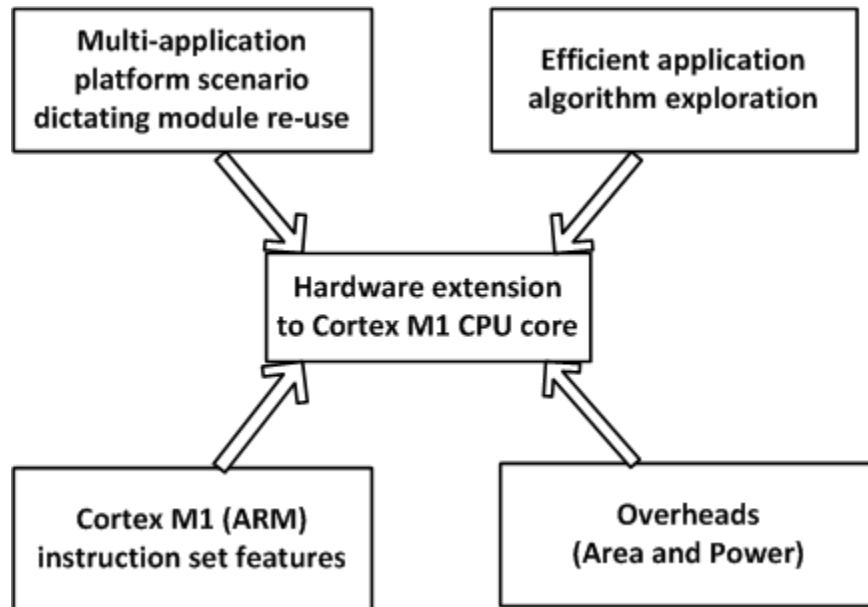 Multi-application
platform scenario
dictating module re-use
Efficient application
algorithm exploration
Hardware extension
to Cortex M1 CPU core
Cortex M1 (ARM)
instruction set features
Overheads
(Area and Power)